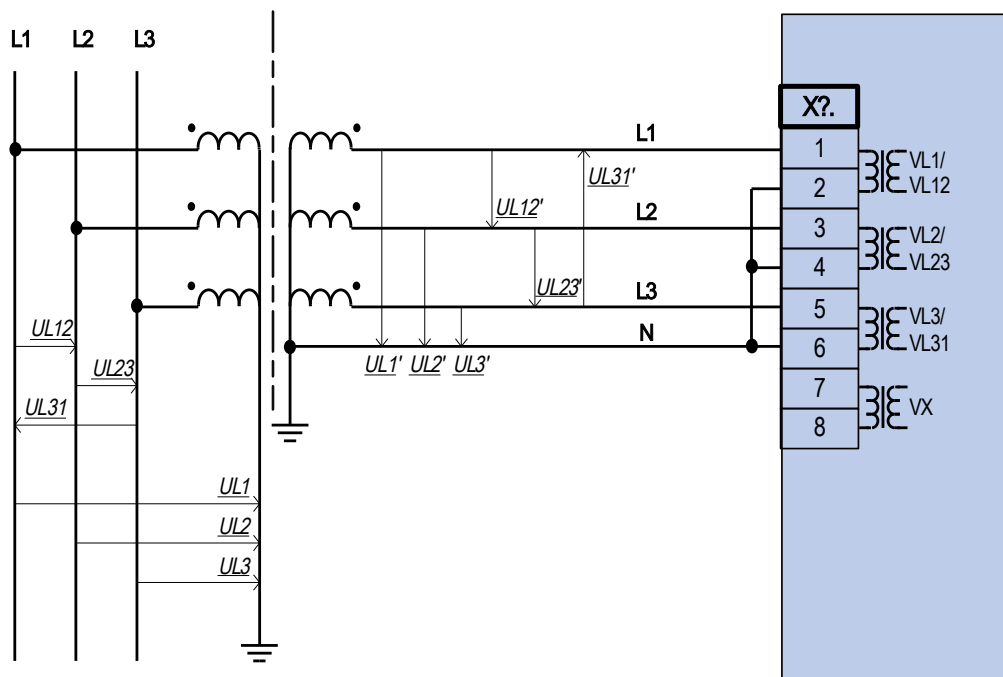 L1 L2 L3
X?.
L1
1
VL1/
UL31'
2
VL12
UL12'
L2
3
VL2/
4
VL23
UL23'
L3
5
VL3/
UL12
N
6
VL31
UL23
UL1' UL2' UL3'
7
UL31
VX
8
UL1
UL2
UL3